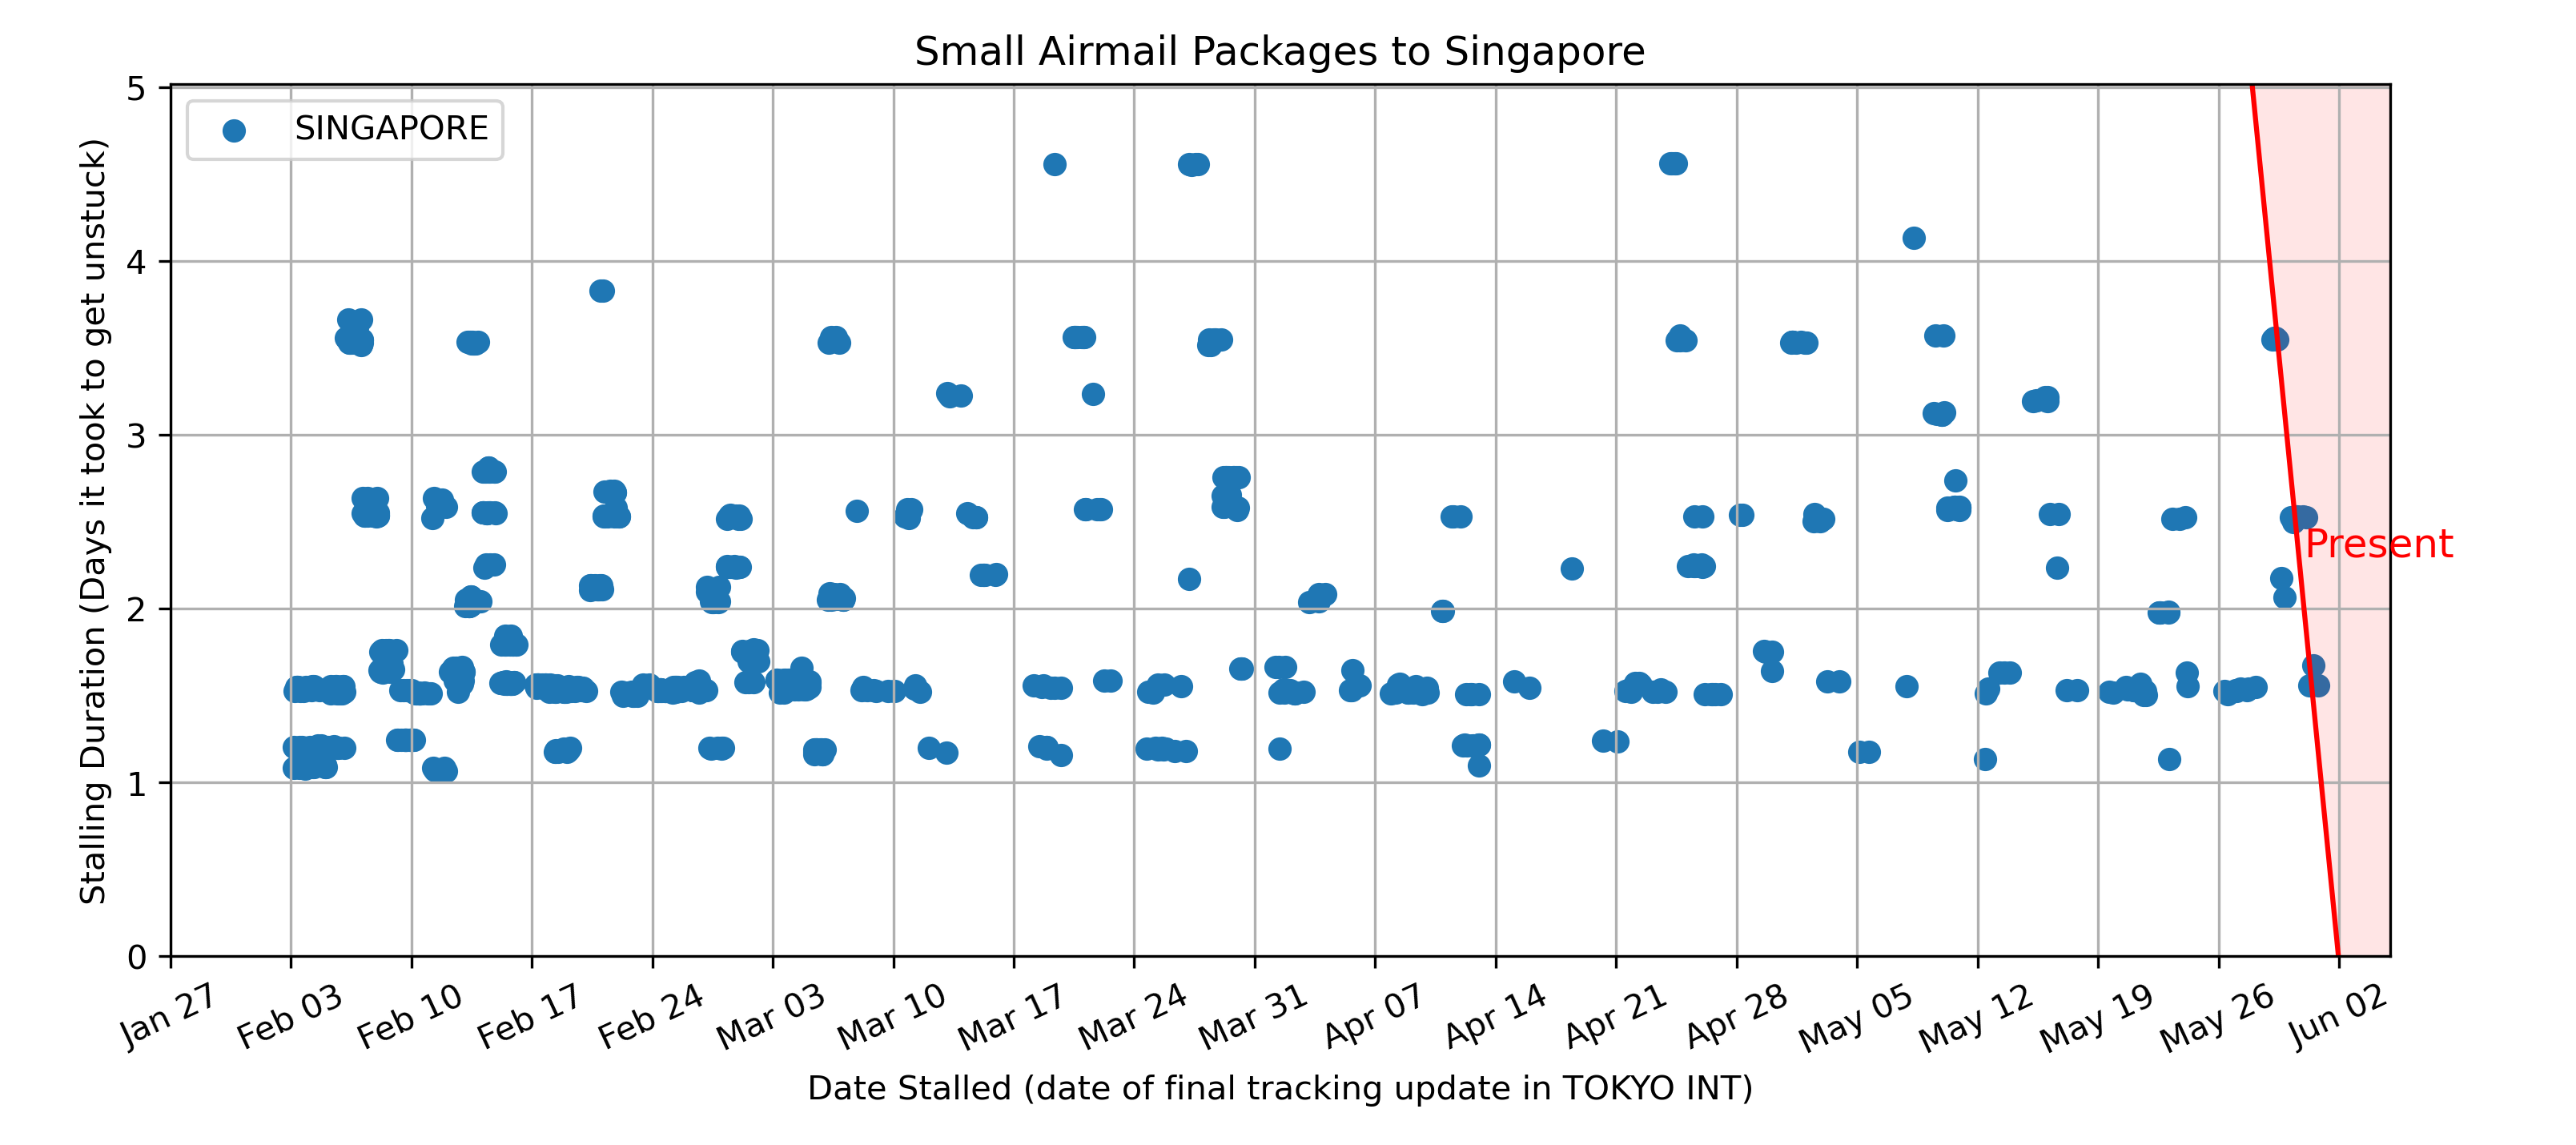 Small Airmail Packages to Singapore
SINGAPORE
Stalling Duration (Days it took to get unstuck)
5
4
3
2
1
0
Present
Jan 27
Feb 03
Feb 10
Feb 17
Feb 24
Mar 03
Mar 10
Mar 17
Mar 24
Mar 31
Apr 07
Apr 14
Apr 21
Apr 28
May 05
May 12
May 19
May 26
Jun 02
Date Stalled (date of final tracking update in TOKYO INT)